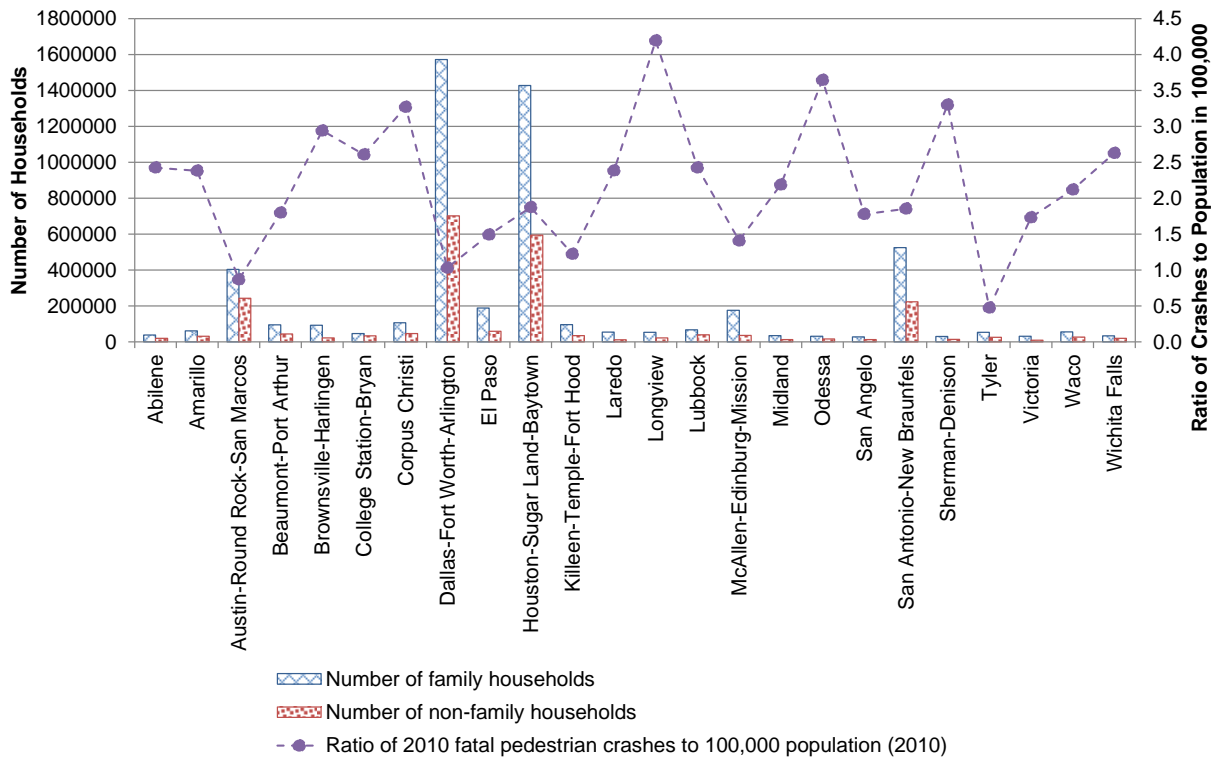 Number of Households
1800000
1600000
1400000
1200000
1000000
800000
600000
400000
200000
0
4.5
4.0
3.5
3.0
2.5
2.0
1.5
1.0
0.5
0.0
Ratio of Crashes to Population in 100,000
Abilene
Amarillo
Austin-Round Rock-San Marcos
Beaumont-Port Arthur
Brownsville-Harlingen
College Station-Bryan
Corpus Christi
Dallas-Fort Worth-Arlington
El Paso
Houston-Sugar Land-Baytown
Killeen-Temple-Fort Hood
Laredo
Longview
Lubbock
McAllen-Edinburg-Mission
Midland
Odessa
San Angelo
San Antonio-New Braunfels
Sherman-Denison
Tyler
Victoria
Waco
Wichita Falls
Number of family households
Number of non-family households
Ratio of 2010 fatal pedestrian crashes to 100,000 population (2010)